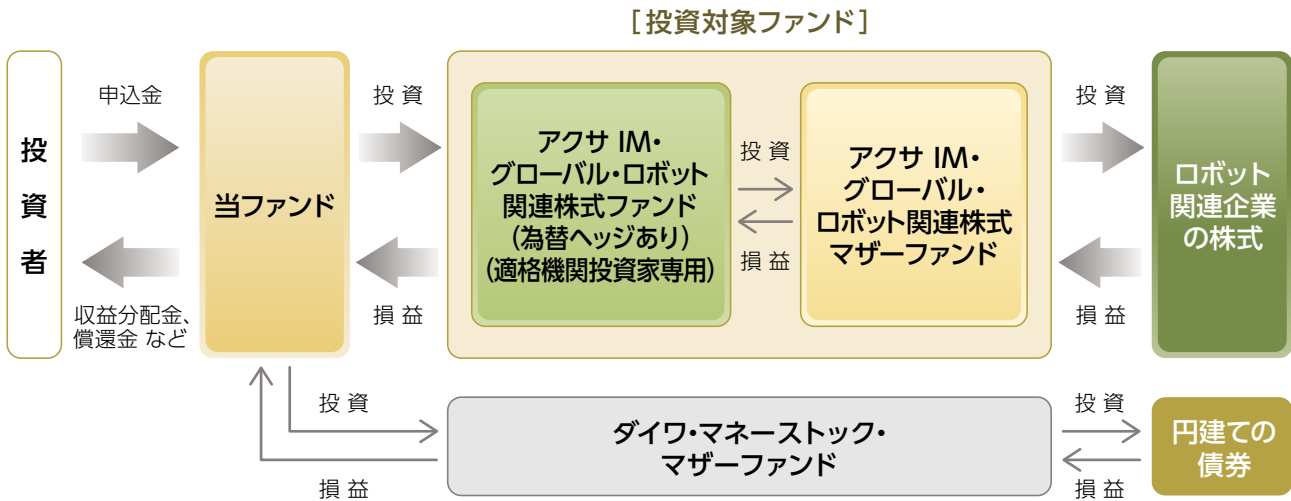 [投資対象ファンド]
投資者
申込金
収益分配金、
償還金 など
当ファンド
投 資
損 益
アクサ IM・
グローバル・ロボット
関連株式ファンド
(為替ヘッジあり)
(適格機関投資家専用)
投 資
損 益
アクサ IM・
グローバル・
ロボット関連株式
マザーファンド
投 資
損 益
ロボット
関連企業
の株式
投 資
損 益
ダイワ・マネーストック・
マザーファンド
投 資
損 益
円建ての
債券